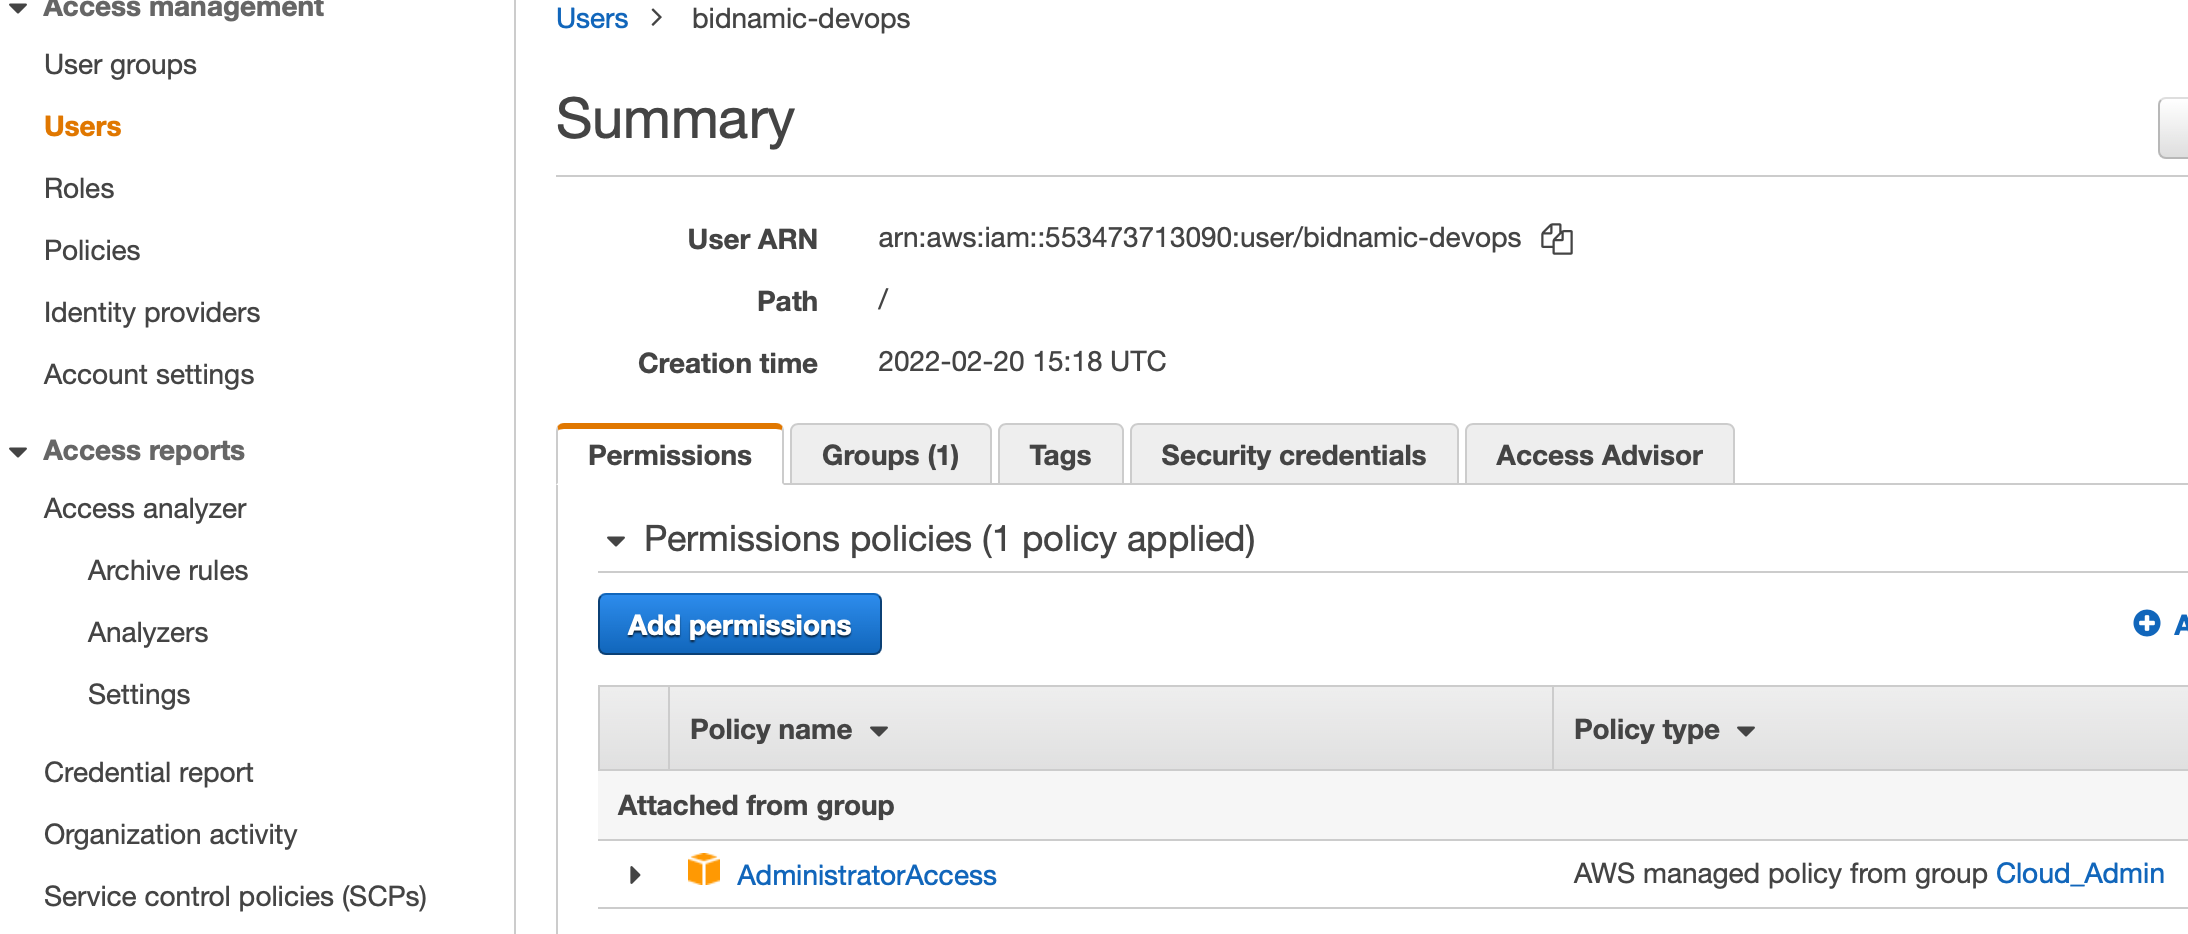 Access management
User groups
Users
Roles
Policies
Identity providers
Account settings
Access reports
Access analyzer
Archive rules
Analyzers
Settings
Credential report
Organization activity
Service control policies (SCPs)
Users > bidnamic-devops
Summary
User ARN arn:aws:iam::553473713090:user/bidnamic-devops
Path /
Creation time 2022-02-20 15:18 UTC
Permissions Groups (1) Tags Security credentials Access Advisor
Permissions policies (1 policy applied)
Add permissions
Policy name Policy type
Attached from group
AdministratorAccess AWS managed policy from group Cloud_Admin